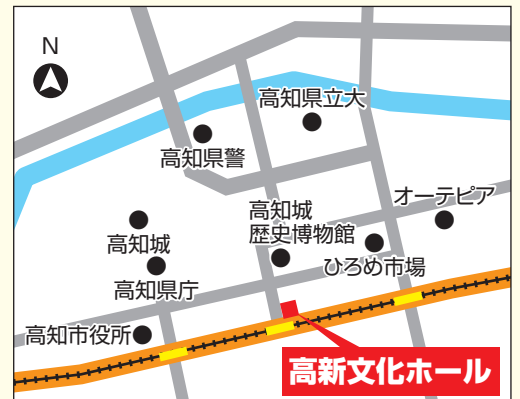 N
高知県立大
高知県警
オーテピア
高知城
歴史博物館
高知城
ひろめ市場
高知県庁
高知市役所
高新文化ホール